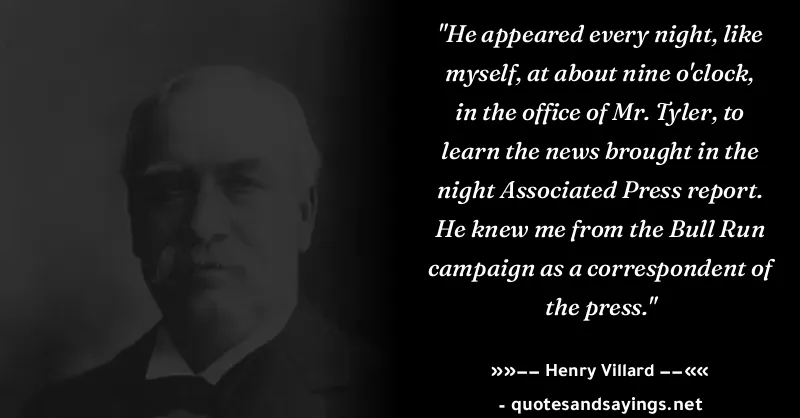 "He appeared every night, like
myself, at about nine o'clock,
in the office of Mr. Tyler, to
learn the news brought in the
night Associated Press report.
He knew me from the Bull Run
campaign as a correspondent of
the press."
»»—— Henry Villard ——««
- quotesandsayings.net